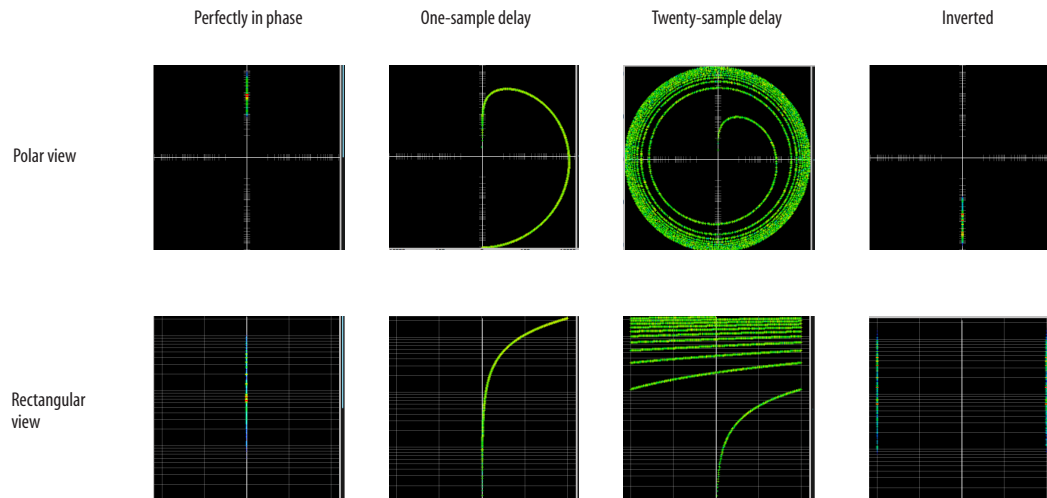 Perfectly in phase
One-sample delay
Twenty-sample delay
Inverted
Polar view
Rectangular
view